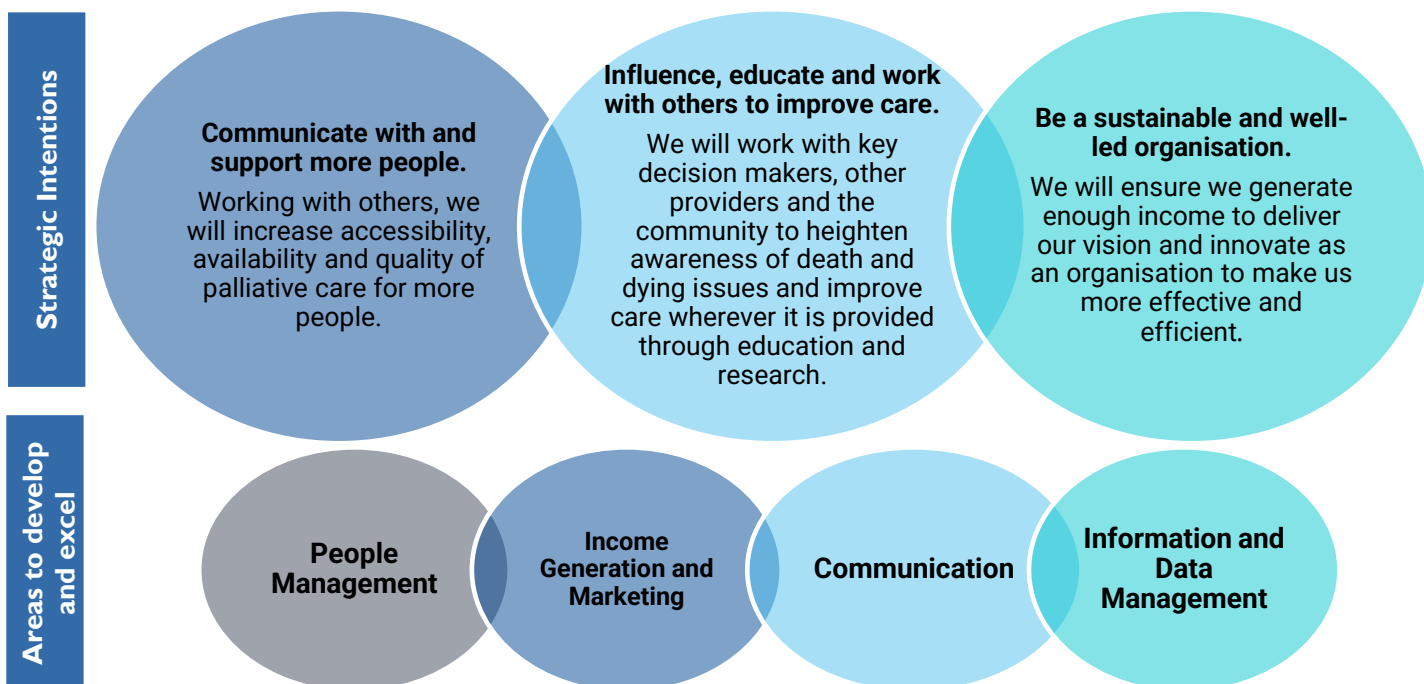 Strategic Intentions
Communicate with and
support more people.
Working with others, we
will increase accessibility,
availability and quality of
palliative care for more
people.
Influence, educate and work
with others to improve care.
We will work with key
decision makers, other
providers and the
community to heighten
awareness of death and
dying issues and improve
care wherever it is provided
through education and
research.
Be a sustainable and well-
led organisation.
We will ensure we generate
enough income to deliver
our vision and innovate as
an organisation to make us
more effective and
efficient.
Areas to develop
and excel
People
Management
Income
Generation and
Marketing
Communication
Information and
Data
Management